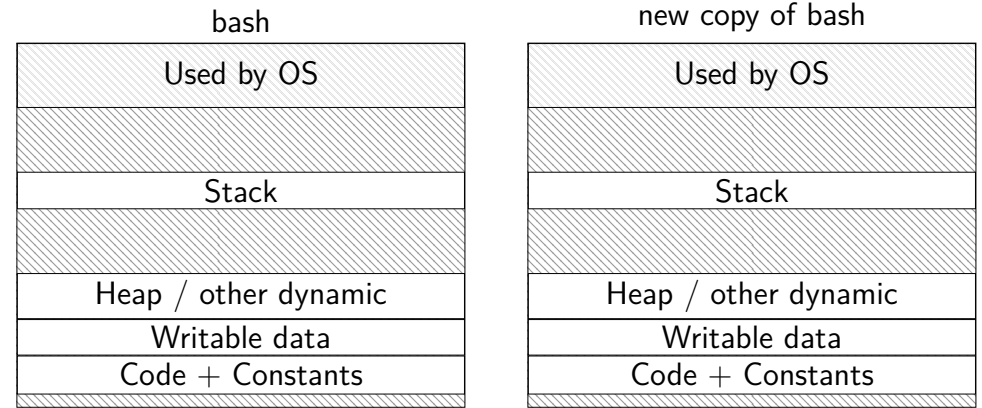 bash
Used by OS
Stack
Heap / other dynamic
Writable data
Code + Constants
new copy of bash
Used by OS
Stack
Heap / other dynamic
Writable data
Code + Constants